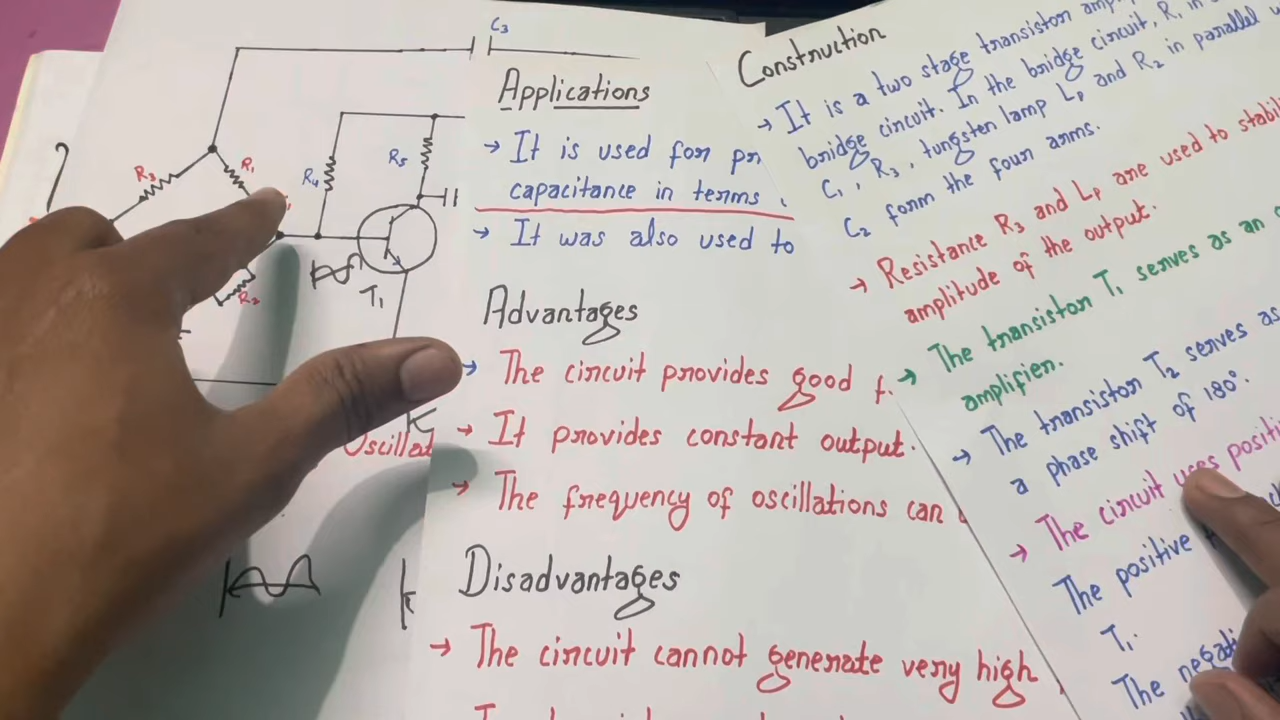 C3
R3
R1
R4
R5
R2
T1
Oscillat
Applications
→ It is used for pr
capacitance in terms
→ It was also used to
Advantages
→ The circuit provides good f
→ It provides constant output.
→ The frequency of oscillations can
Disadvantages
→ The circuit cannot generate very high
Construction
→ It is a two stage transistor amp
bridge circuit. In the bridge circuit, R1 in
C1, R3, tungsten lamp Lp and R2 in parallel
C2 form the four arms.
→ Resistance R3 and Lp are used to stabil
amplitude of the output.
→ The transistor T1 serves as an
amplifier.
→ The transistor T2 serves as
a phase shift of 180°.
→ The circuit uses positi
The positive
T1.
The negati